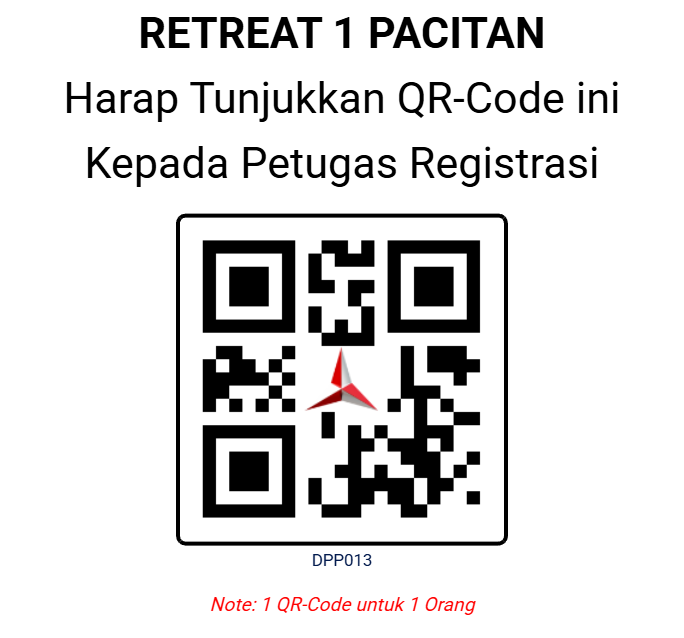 RETREAT 1 PACITAN
Harap Tunjukkan QR-Code ini
Kepada Petugas Registrasi
DPP013
Note: 1 QR-Code untuk 1 Orang